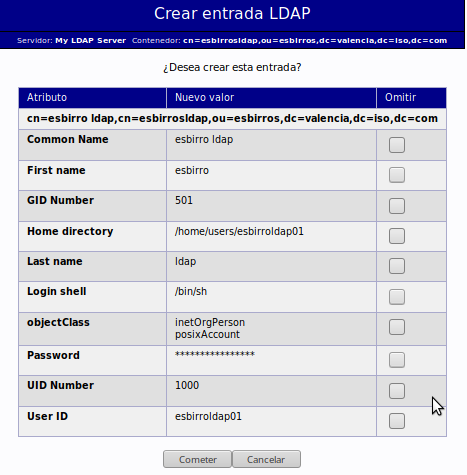 Crear entrada LDAP
Servidor: My LDAP Server Contenedor: cn=esbirrosldap,ou=esbirros,dc=valencia,dc=iso,dc=com
¿Desea crear esta entrada?
Atributo Nuevo valor Omitir
cn=esbirro ldap,cn=esbirrosldap,ou=esbirros,dc=valencia,dc=iso,dc=com
Common Name esbirro ldap
First name esbirro
GID Number 501
Home directory /home/users/esbirroldap01
Last name ldap
Login shell /bin/sh
objectClass inetOrgPerson
posixAccount
Password ****************
UID Number 1000
User ID esbirroldap01
Cometer Cancelar